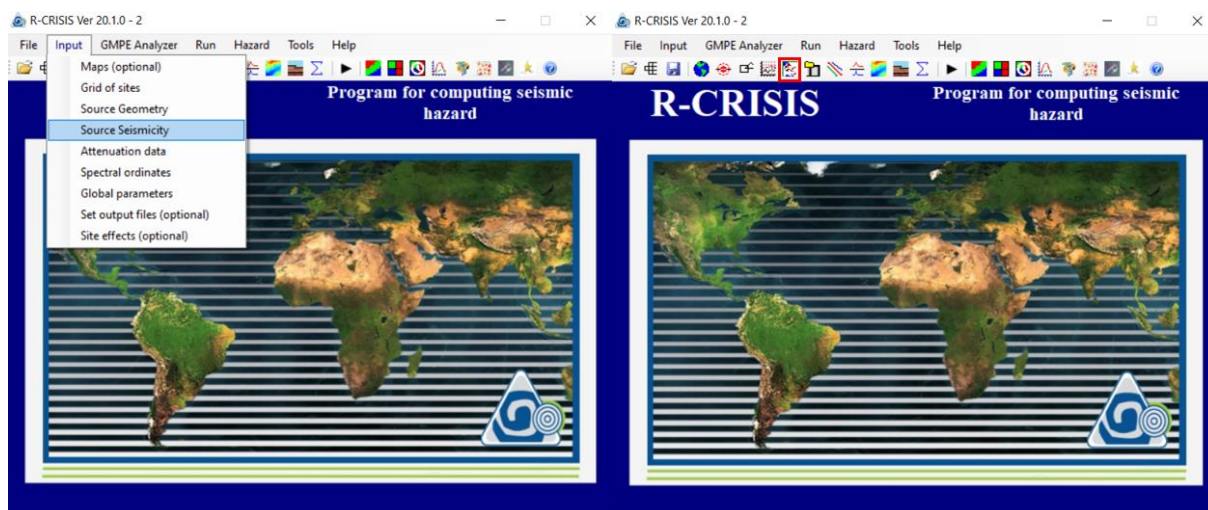 R-CRISIS Ver 20.1.0 - 2
File Input GMPE Analyzer Run Hazard Tools Help
Maps (optional)
Grid of sites
Source Geometry
Source Seismicity
Attenuation data
Spectral ordinates
Global parameters
Set output files (optional)
Site effects (optional)
Program for computing seismic
hazard
R-CRISIS Ver 20.1.0 - 2
File Input GMPE Analyzer Run Hazard Tools Help
R-CRISIS
Program for computing seismic
hazard